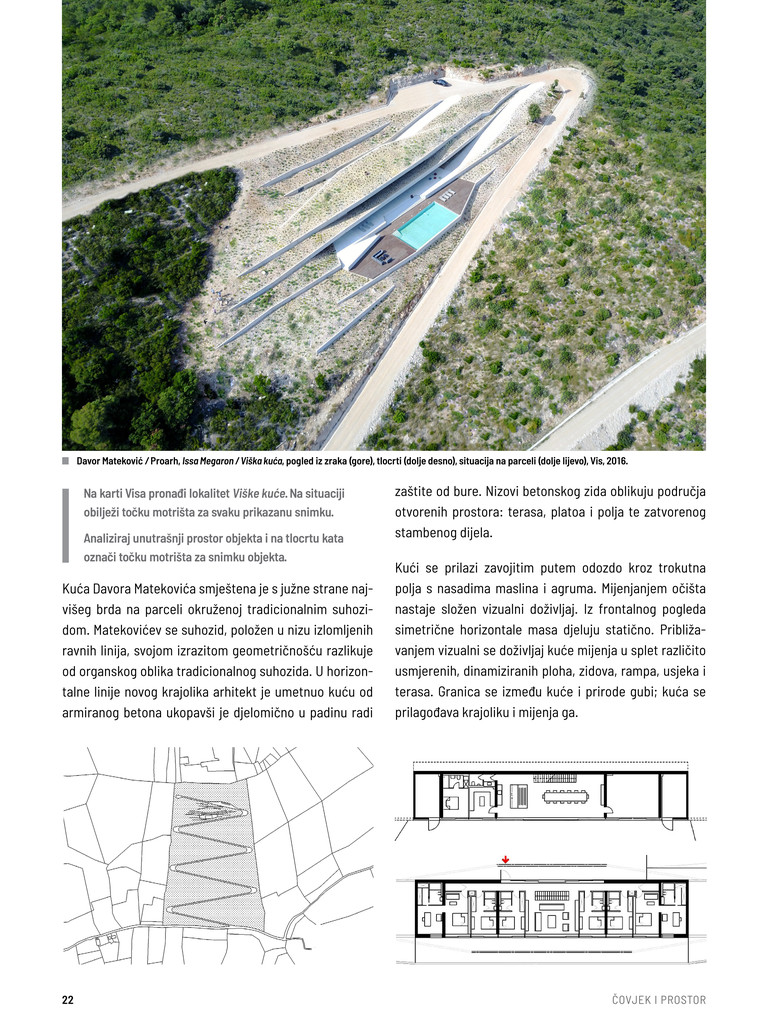 Davor Mateković / Proarh, Issa Megaron / Viška kuća, pogled iz zraka (gore), tlocrti (dolje desno), situacija na parceli (dolje lijevo), Vis, 2016.
Na karti Visa pronađi lokalitet Viške kuće. Na situaciji
obilježi točku motrišta za svaku prikazanu snimku.
Analiziraj unutrašnji prostor objekta i na tlocrtu kata
označi točku motrišta za snimku objekta.
Kuća Davora Matekovića smještena je s južne strane naj-
višeg brda na parceli okruženoj tradicionalnim suhozi-
dom. Matekovićev se suhozid, položen u nizu izlomljenih
ravnih linija, svojom izrazitom geometričnošću razlikuje
od organskog oblika tradicionalnog suhozida. U horizon-
talne linije novog krajolika arhitekt je umetnuo kuću od
armiranog betona ukopavši je djelomično u padinu radi
zaštite od bure. Nizovi betonskog zida oblikuju područja
otvorenih prostora: terasa, platoa i polja te zatvorenog
stambenog dijela.
Kući se prilazi zavojitim putem odozdo kroz trokutna
polja s nasadima maslina i agruma. Mijenjanjem očišta
nastaje složen vizualni doživljaj. Iz frontalnog pogleda
simetrične horizontale masa djeluju statično. Približa-
vanjem vizualni se doživljaj kuće mijenja u splet različito
usmjerenih, dinamiziranih ploha, zidova, rampa, usjeka i
terasa. Granica se između kuće i prirode gubi; kuća se
prilagođava krajoliku i mijenja ga.
22
ČOVJEK I PROSTOR